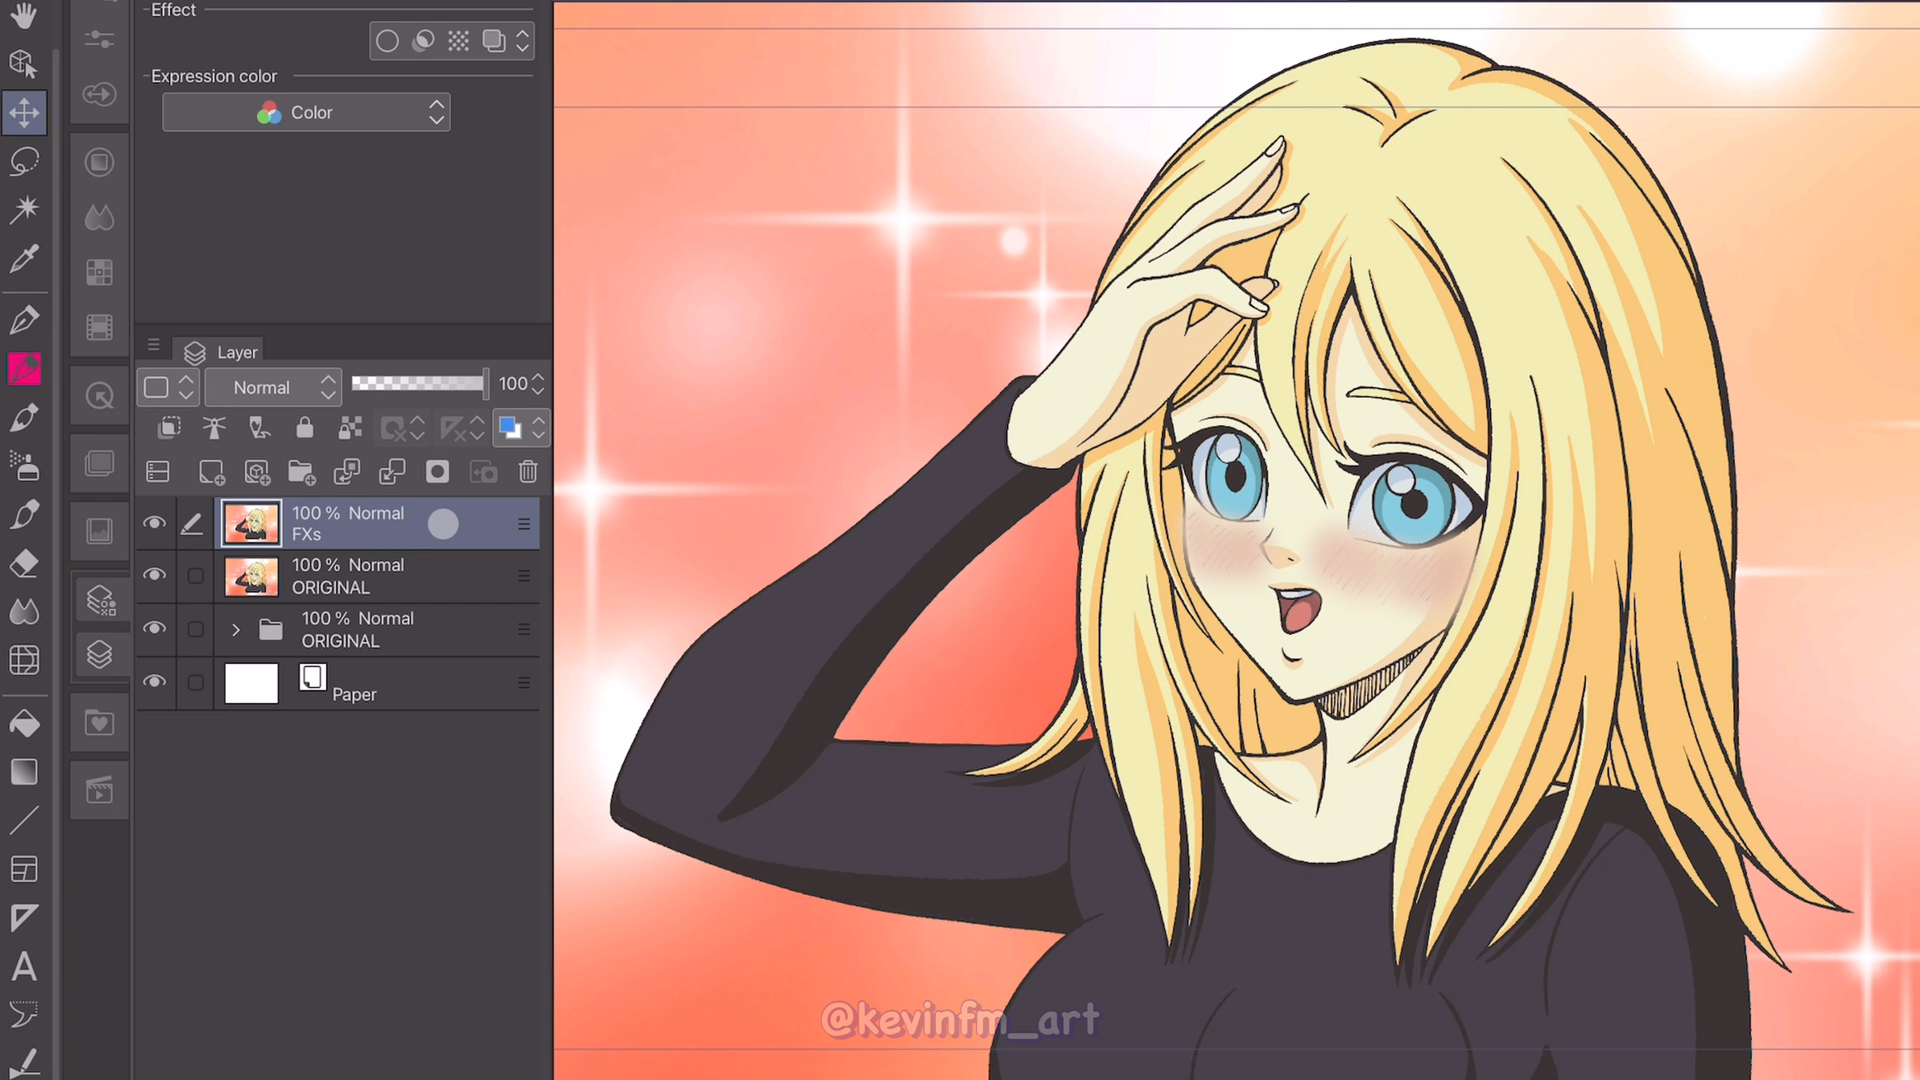 Effect
Expression color
Color
Layer
Normal
100
100 % Normal
FXs
100 % Normal
ORIGINAL
100 % Normal
ORIGINAL
Paper
@kevinfm_art